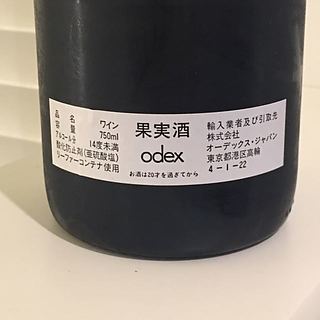 品名 ワイン
容量 750ml
アルコール分 14度未満
酸化防止剤(亜硫酸塩)
リーファーコンテナ使用
果実酒
odex
お酒は20才を過ぎてから
輸入業者及び引取先
株式会社
オーデックス・ジャパン
東京都港区高輪
4-1-22